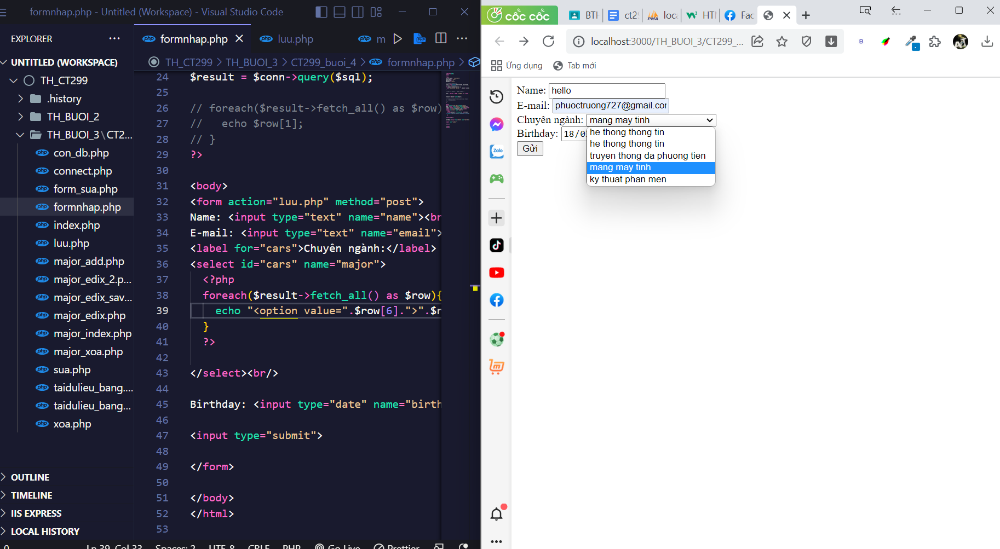 formnhap.php - Untitled (Workspace) - Visual Studio Code
EXPLORER
UNTITLED (WORKSPACE)
TH_CT299
.history
TH_BUOI_2
TH_BUOI_3\CT2...
con_db.php
connect.php
form_sua.php
formnhap.php
index.php
luu.php
major_add.php
major_edix_2.p...
major_edix_sav...
major_edix.php
major_index.php
major_xoa.php
sua.php
taidulieu_bang....
taidulieu_bang...
xoa.php
OUTLINE
TIMELINE
IIS EXPRESS
LOCAL HISTORY
formnhap.php luu.php m
TH_CT299 > TH_BUOI_3 > CT299_buoi_4 > formnhap.php >
24 $result = $conn->query($sql);
25
26 // foreach($result->fetch_all() as $row)
27 //   echo $row[1];
28 // }
29 ?>
30
31 <body>
32 <form action="luu.php" method="post">
33 Name: <input type="text" name="name"><br
34 E-mail: <input type="text" name="email">
35 <label for="cars">Chuyên ngành:</label>
36 <select id="cars" name="major">
37   <?php
38   foreach($result->fetch_all() as $row){
39     echo "<option value=".$row[6].">".$r
40   }
41   ?>
42
43 </select><br/>
44
45 Birthday: <input type="date" name="birth
46
47 <input type="submit">
48
49 </form>
50
51 </body>
52 </html>
53
0 Ln 39, Col 33 Spaces: 2 UTF-8 CRLF PHP Go Live Prettier
cốc cốc BTH ct29 loca HTM Fac
PMA
localhost:3000/TH_BUOI_3/CT299_...
B
Ứng dụng Tab mới
Zalo
Name: hello
E-mail: phuoctruong727@gmail.com
Chuyên ngành: mang may tinh
he thong thong tin
he thong thong tin
truyen thong da phuong tien
mang may tinh
ky thuat phan men
Birthday: 18/0
Gửi